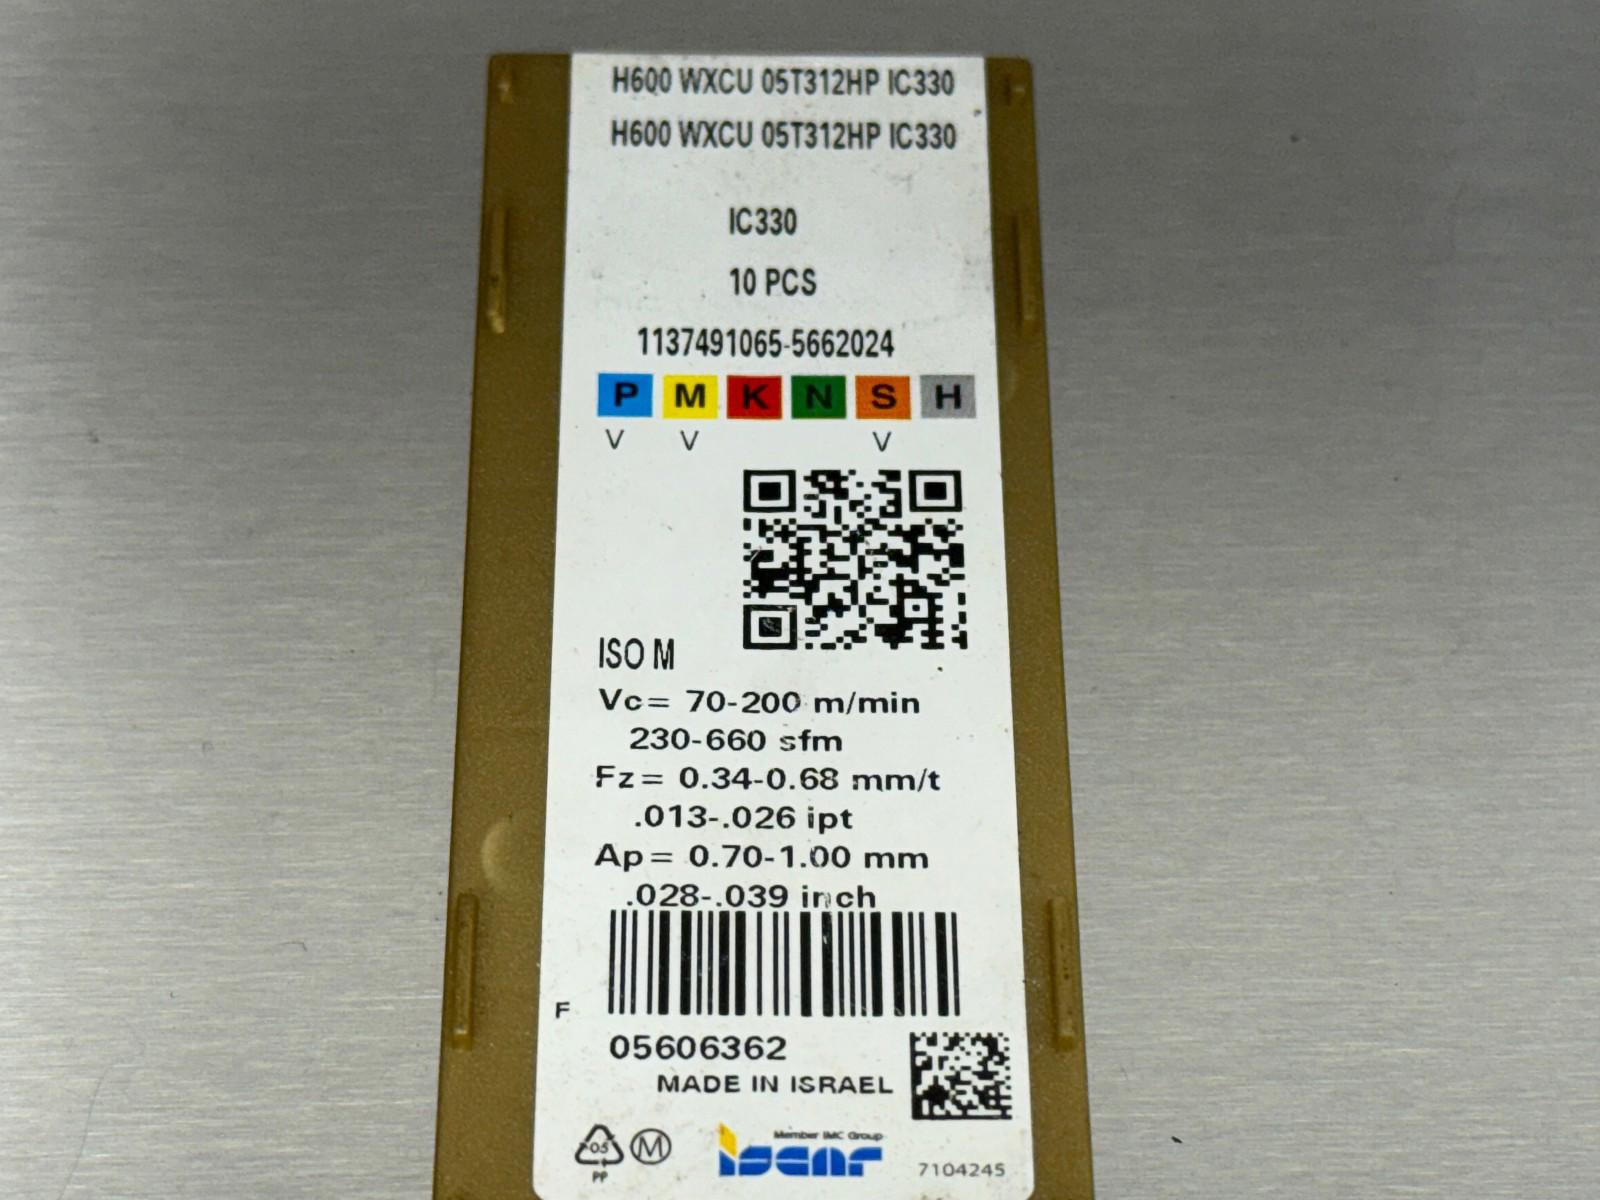 H600 WXCU 05T312HP IC330
H600 WXCU 05T312HP IC330
IC330
10 PCS
1137491065-5662024
P M K N S H
V V V
ISO M
Vc= 70-200 m/min
230-660 sfm
Fz= 0.34-0.68 mm/t
.013-.026 ipt
Ap= 0.70-1.00 mm
.028-.039 inch
F
05606362
MADE IN ISRAEL
05
PP
M
Member IMC Group
iscar
7104245